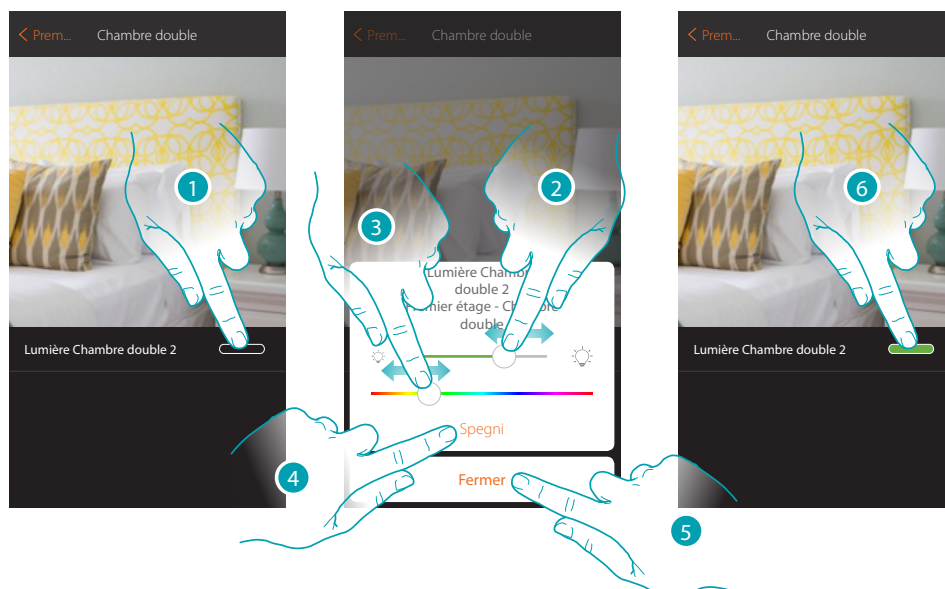 Prem...
Chambre double
1
Lumière Chambre double 2
Prem...
Chambre double
2
3
Lumière
double 2
étage -
double
Spegni
Fermer
4
5
Prem...
Chambre double
6
Lumière Chambre double 2